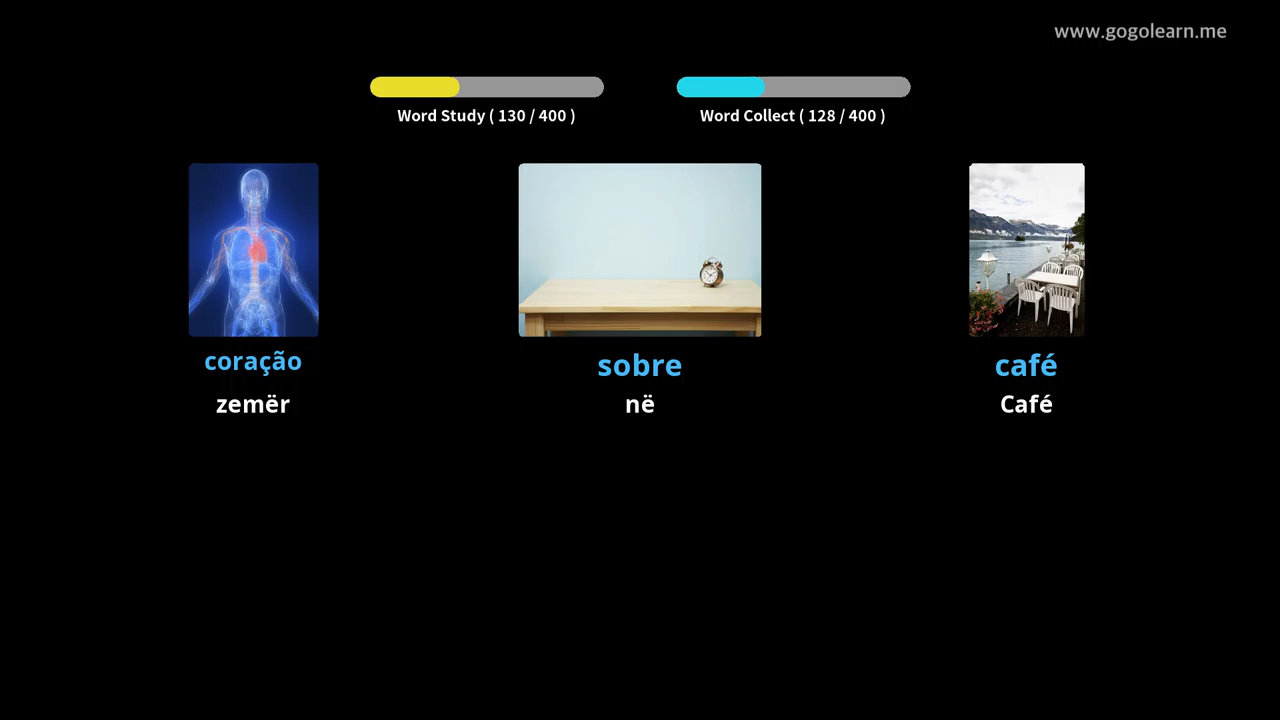 www.gogolearn.me
Word Study ( 130 / 400 )
Word Collect ( 128 / 400 )
coração
sobre
café
zemër
në
Café